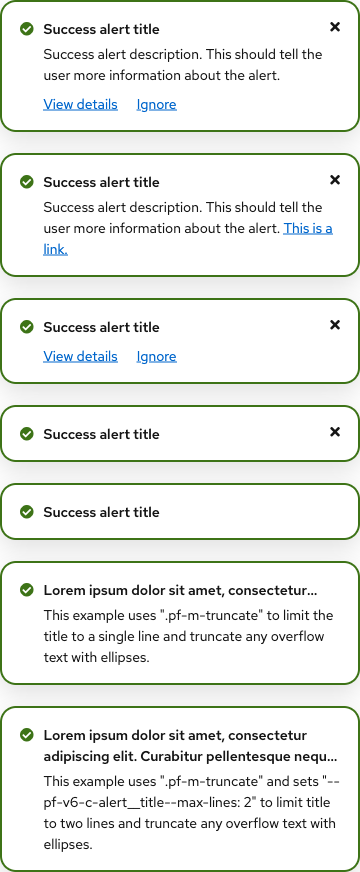 Success alert title
Success alert description. This should tell the
user more information about the alert.
View details Ignore
Success alert title
Success alert description. This should tell the
user more information about the alert. This is a
link.
Success alert title
View details Ignore
Success alert title
Success alert title
Lorem ipsum dolor sit amet, consectetur...
This example uses ".pf-m-truncate" to limit the
title to a single line and truncate any overflow
text with ellipses.
Lorem ipsum dolor sit amet, consectetur
adipiscing elit. Curabitur pellentesque nequ...
This example uses ".pf-m-truncate" and sets "--
pf-v6-c-alert__title--max-lines: 2" to limit title
to two lines and truncate any overflow text with
ellipses.